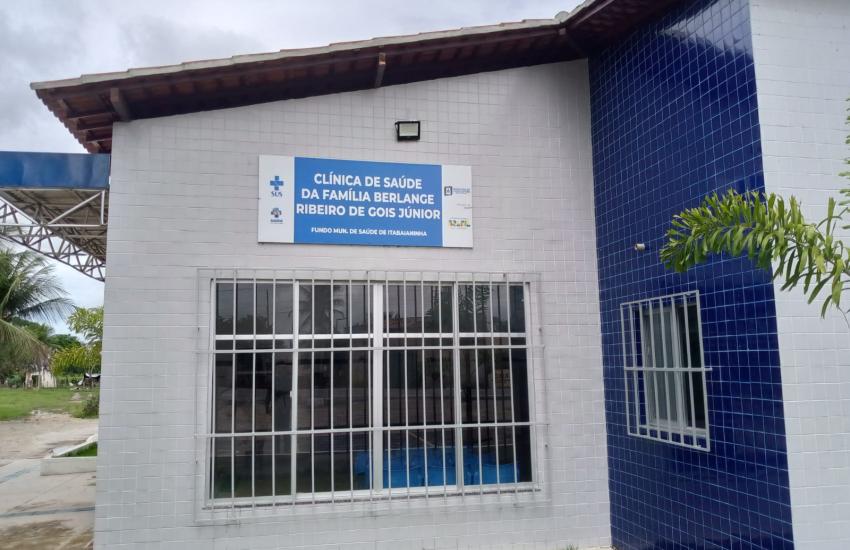 CLÍNICA DE SAÚDE
DA FAMÍLIA BERLANGE
RIBEIRO DE GOIS JÚNIOR
FUNDO MUN. DE SAÚDE DE ITABAIANINHA
SUS